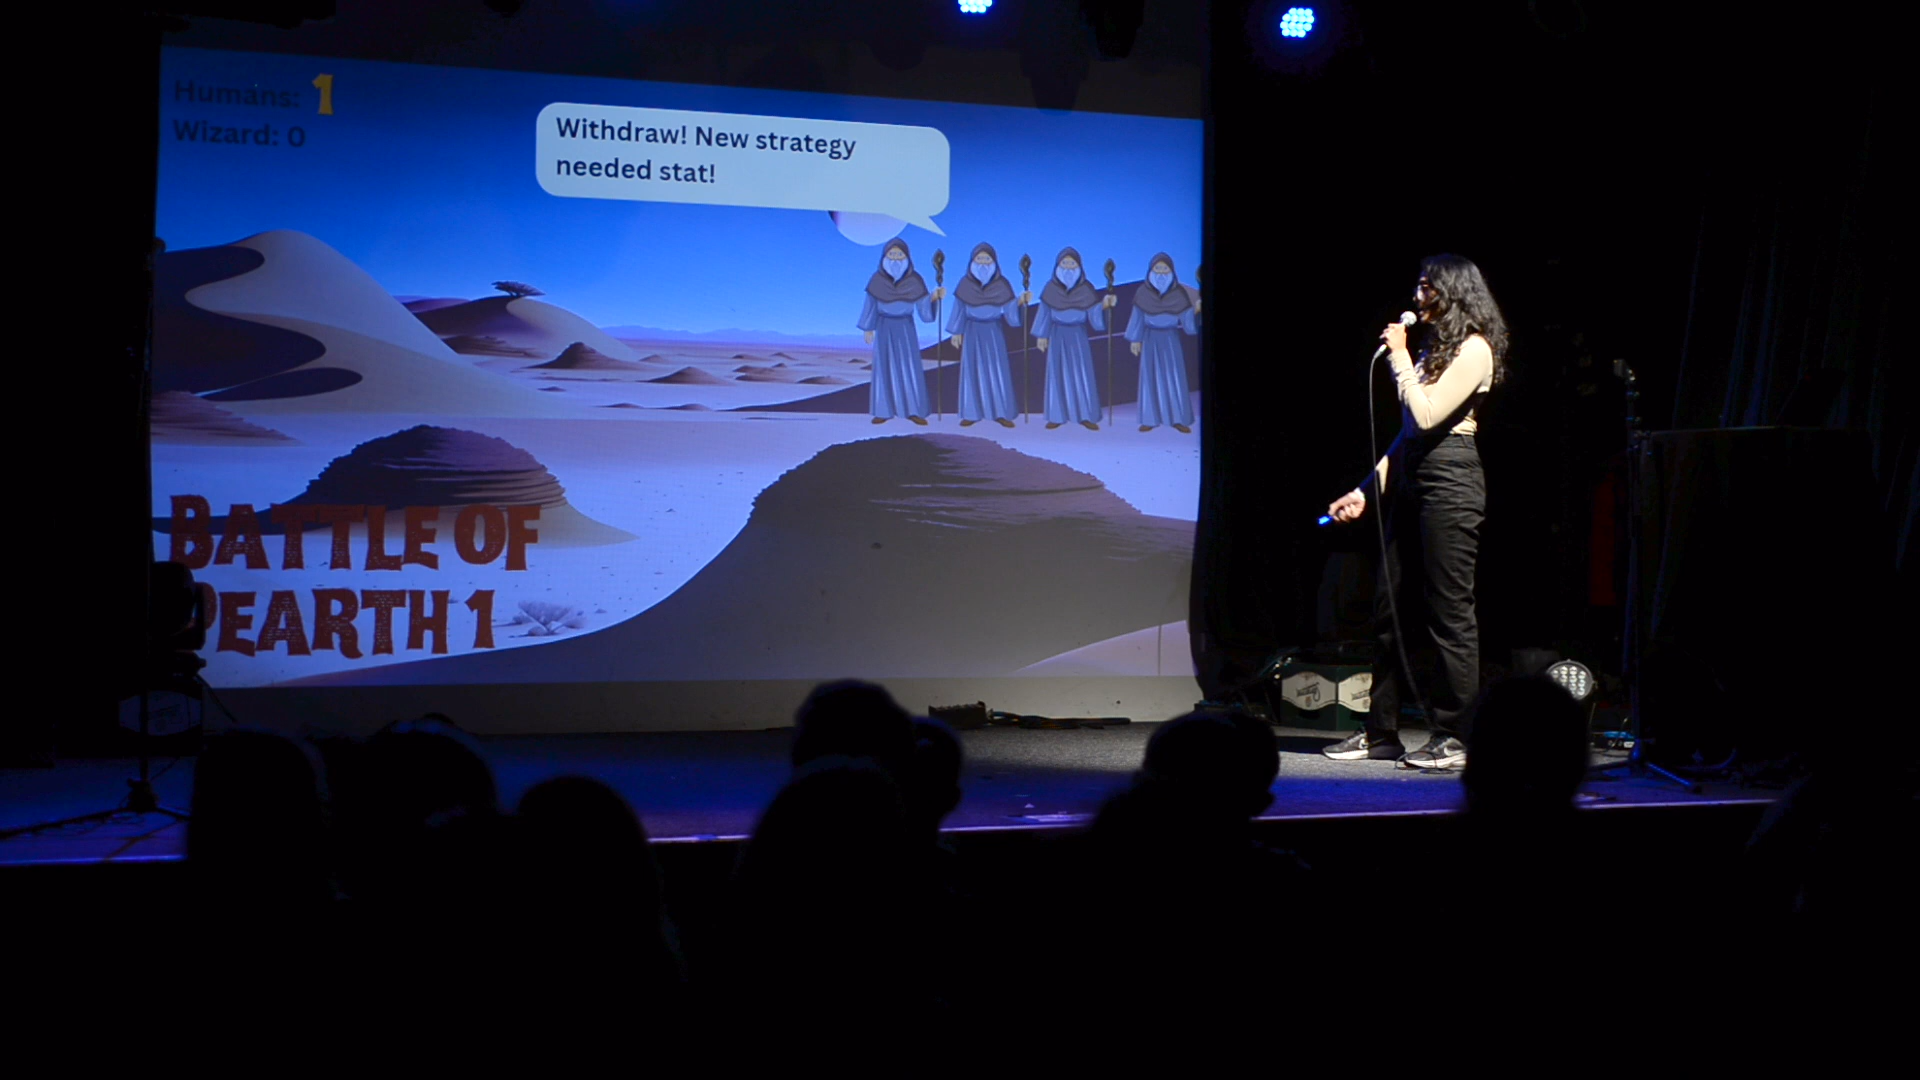 Humans: 1
Wizard: 0
Withdraw! New strategy
needed stat!
BATTLE OF
PEARTH 1